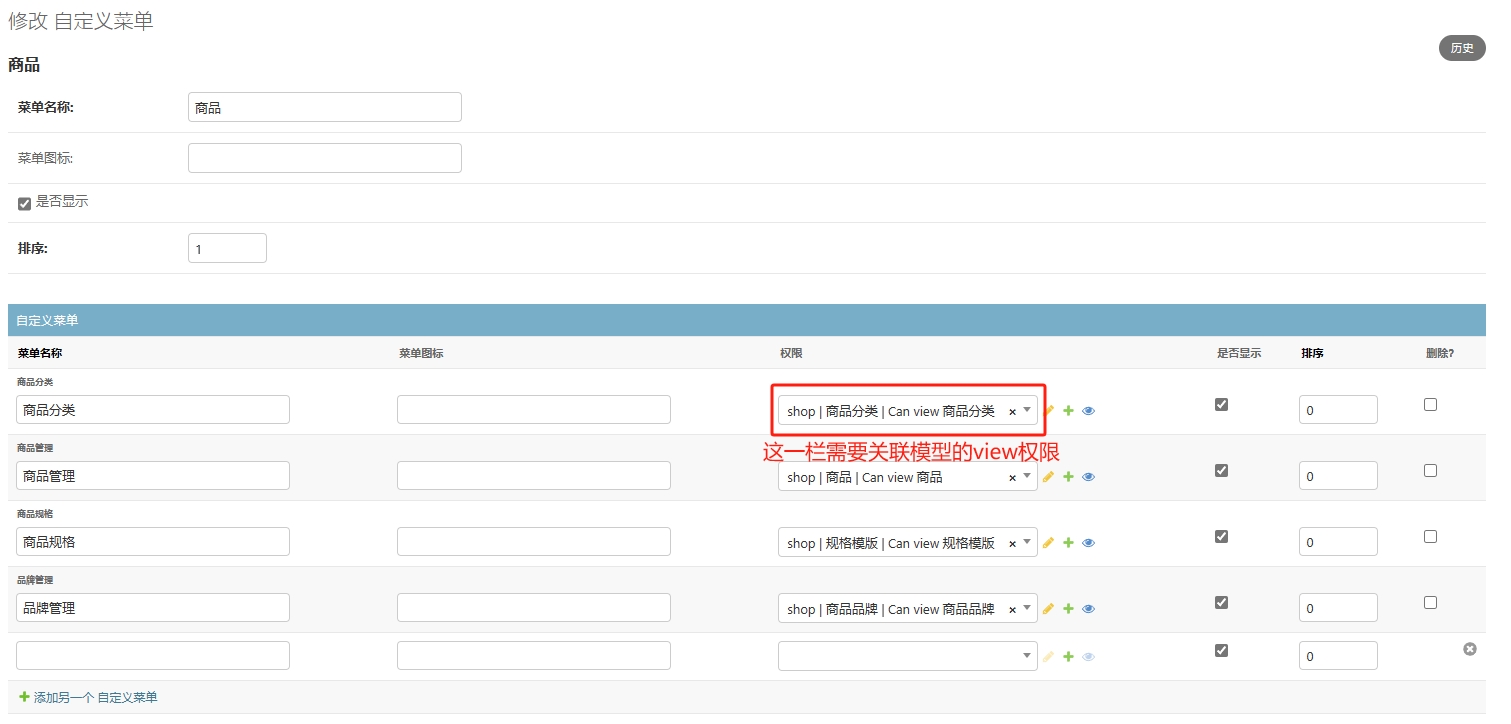 修改 自定义菜单
历史
商品
菜单名称:
商品
菜单图标:
是否显示
排序:
1
自定义菜单
菜单名称 菜单图标 权限 是否显示 排序 删除?
商品分类
商品分类 shop | 商品分类 | Can view 商品分类 × 0
这一栏需要关联模型的view权限
商品管理
商品管理 shop | 商品 | Can view 商品 × 0
商品规格
商品规格 shop | 规格模版 | Can view 规格模版 × 0
品牌管理
品牌管理 shop | 商品品牌 | Can view 商品品牌 × 0
0
添加另一个 自定义菜单